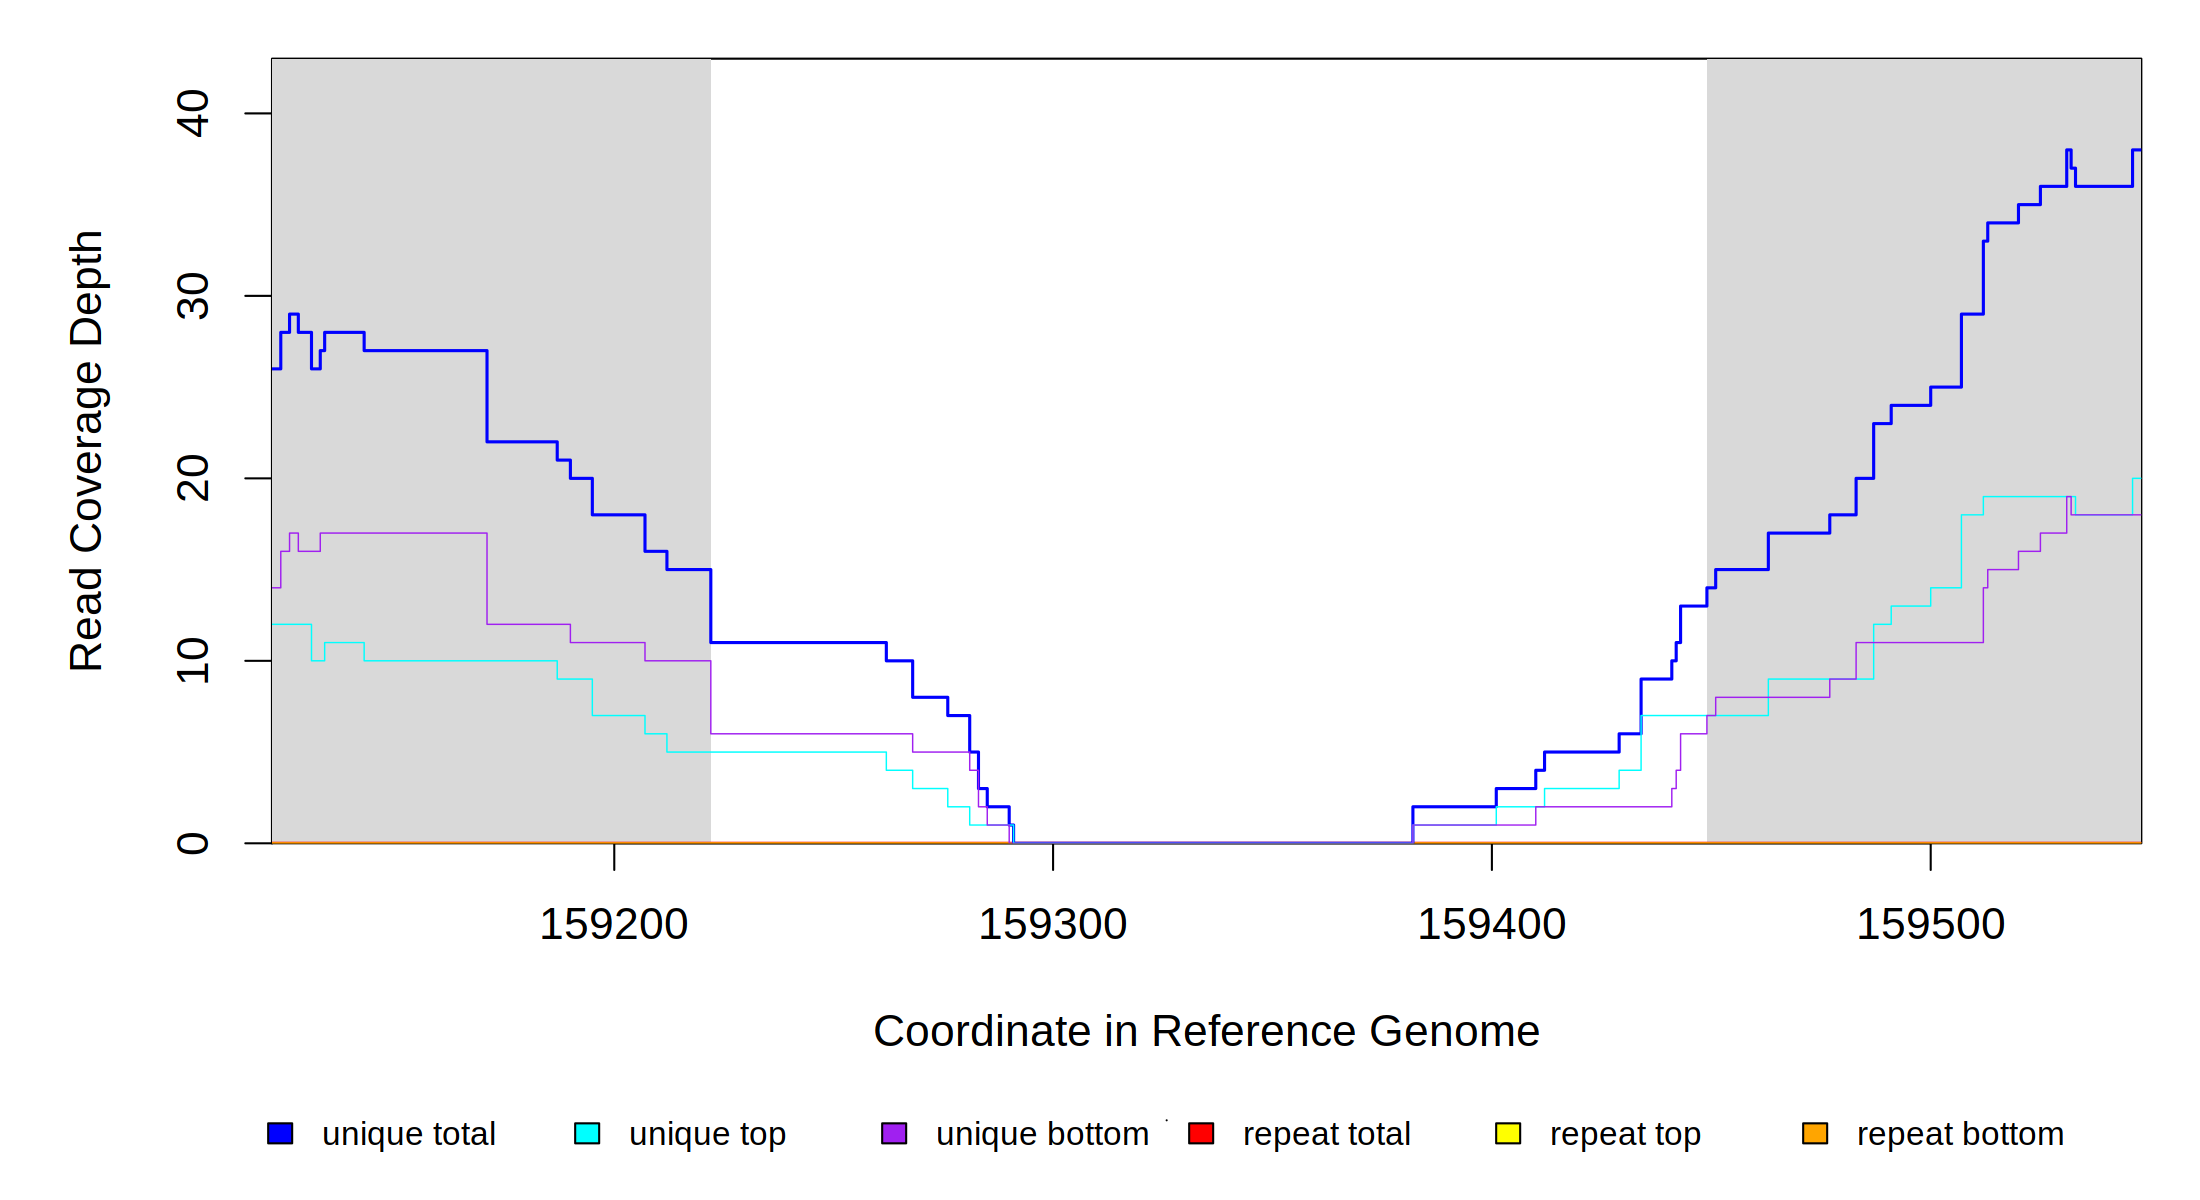 40
30
20
10
0
Read Coverage Depth
159200 159300 159400 159500
Coordinate in Reference Genome
unique total unique top unique bottom repeat total repeat top repeat bottom